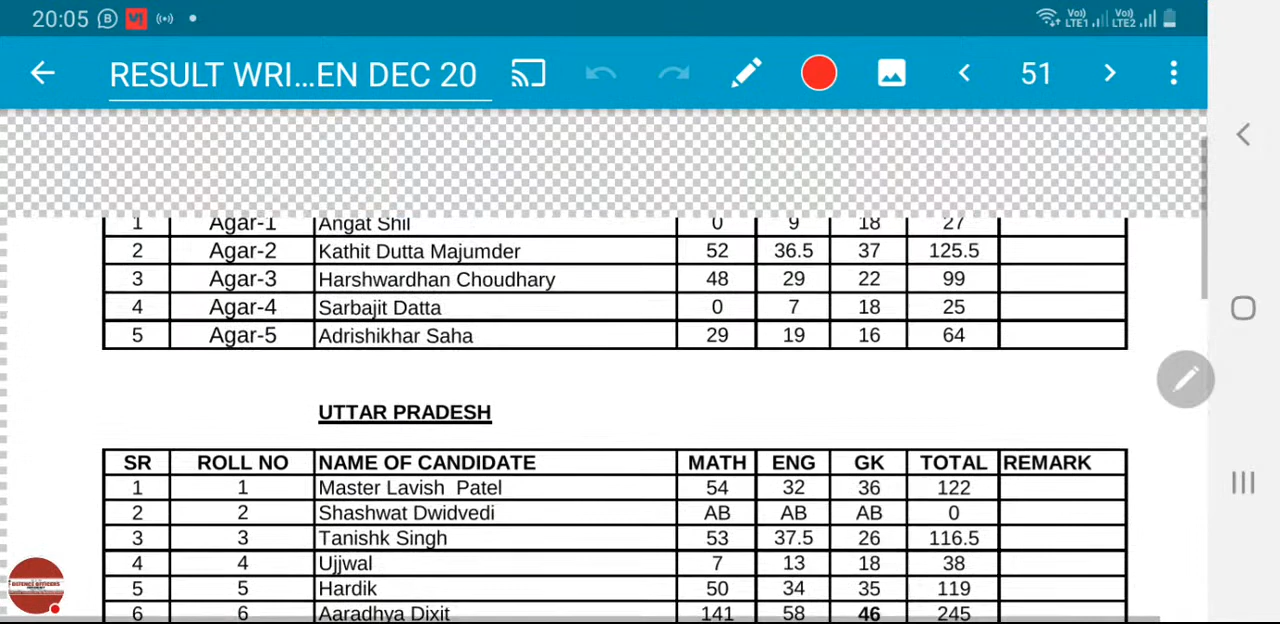 20:05
VoI) LTE1 VoI) LTE2
RESULT WRI...EN DEC 20 51
1 Agar-1 Angat Shil 0 9 18 27
2 Agar-2 Kathit Dutta Majumder 52 36.5 37 125.5
3 Agar-3 Harshwardhan Choudhary 48 29 22 99
4 Agar-4 Sarbajit Datta 0 7 18 25
5 Agar-5 Adrishikhar Saha 29 19 16 64
UTTAR PRADESH
SR ROLL NO NAME OF CANDIDATE MATH ENG GK TOTAL REMARK
1 1 Master Lavish Patel 54 32 36 122
2 2 Shashwat Dwidvedi AB AB AB 0
3 3 Tanishk Singh 53 37.5 26 116.5
4 4 Ujjwal 7 13 18 38
5 5 Hardik 50 34 35 119
6 6 Aaradhya Dixit 141 58 46 245